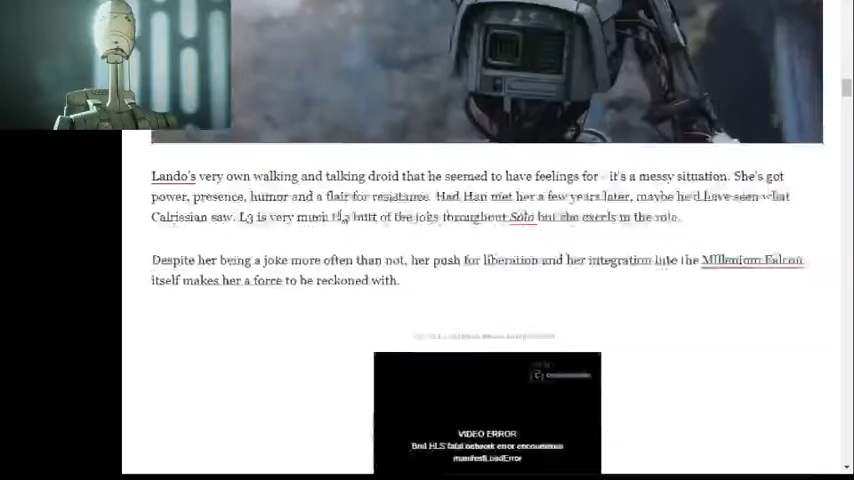 Lando's very own walking and talking droid that he seemed to have feelings for - it's a messy situation. She's got
power, presence, humor and a flair for resistance. Had Han met her a few years later, maybe he'd have seen what
Calrissian saw. L3 is very much the butt of the joke throughout Solo but she excels in the role.
Despite her being a joke more often than not, her push for liberation and her integration into the Millenium Falcon
itself makes her a force to be reckoned with.
VIDEO ERROR
HLS fatal network error encountered
manifestLoadError